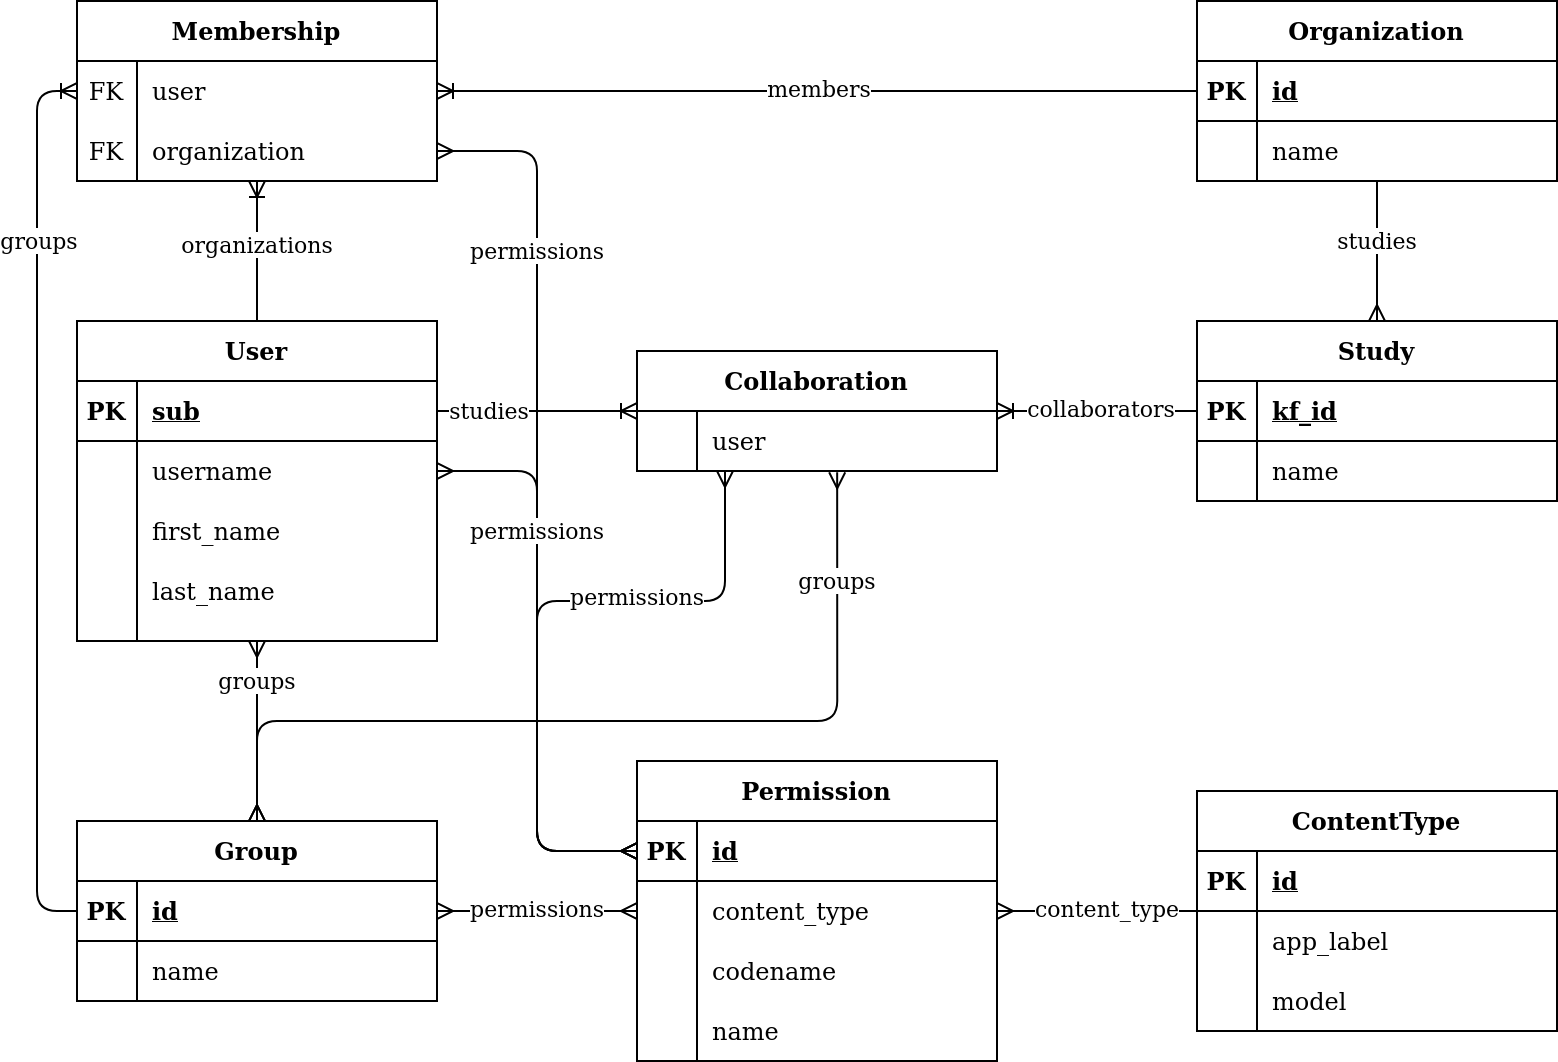 Membership
FK user
FK organization
members
Organization
PK id
name
groups
organizations
permissions
studies
User
PK sub
username
first_name
last_name
studies
Collaboration
user
collaborators
Study
PK kf_id
name
permissions
permissions
groups
groups
Group
PK id
name
permissions
Permission
PK id
content_type
codename
name
content_type
ContentType
PK id
app_label
model